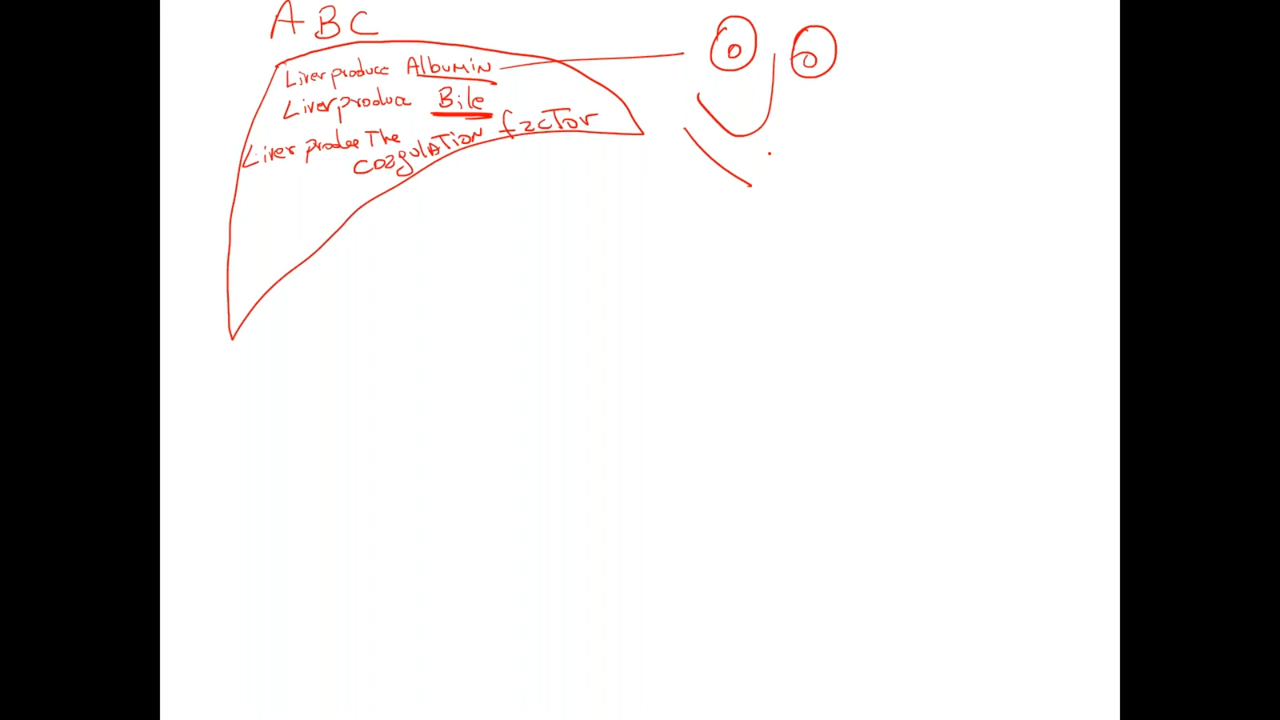 ABC
Liver produce Albumin
Liver produce Bile
Liver produce The
coagulation factor